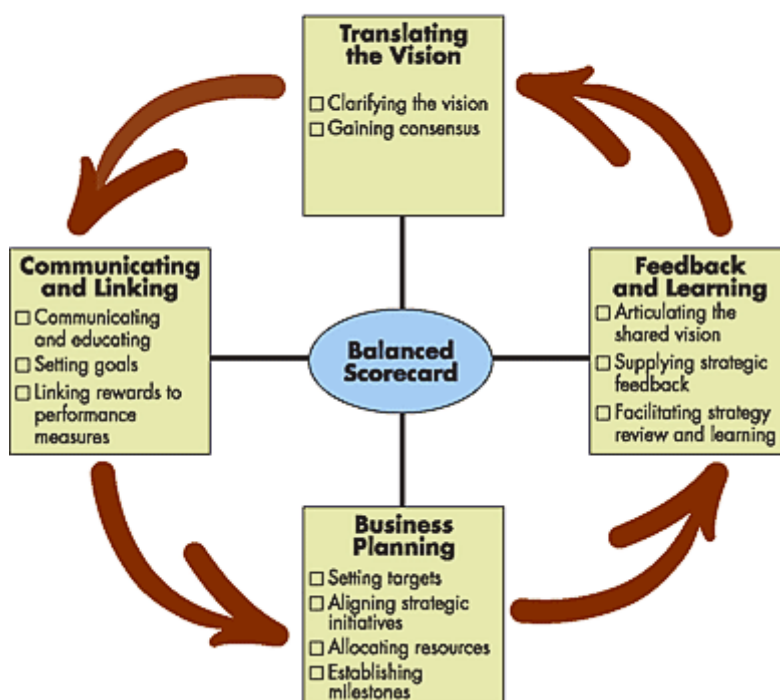 Translating
the Vision
□ Clarifying the vision
□ Gaining consensus
Communicating
and Linking
□ Communicating
and educating
□ Setting goals
□ Linking rewards to
performance
measures
Balanced
Scorecard
Feedback
and Learning
□ Articulating the
shared vision
□ Supplying strategic
feedback
□ Facilitating strategy
review and learning
Business
Planning
□ Setting targets
□ Aligning strategic
initiatives
□ Allocating resources
□ Establishing
milestones